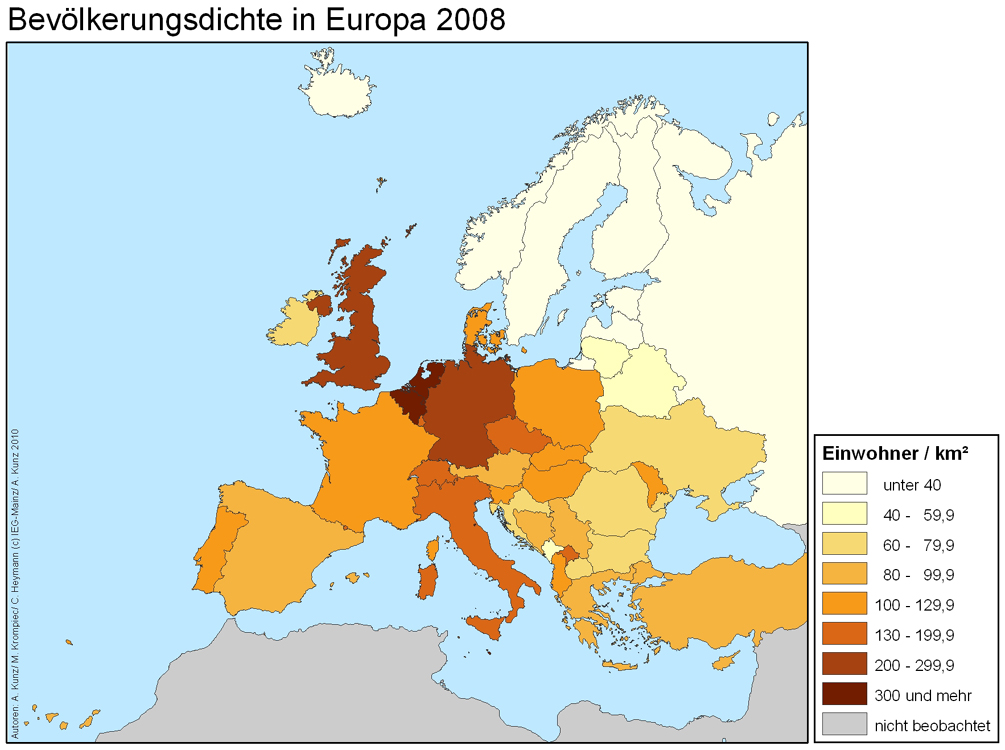 Bevölkerungsdichte in Europa 2008
Autoren: A. Kunz/ M. Krompiec/ C. Heymann (c) IEG-Mainz/ A. Kunz 2010
Einwohner / km²
unter 40
40 - 59,9
60 - 79,9
80 - 99,9
100 - 129,9
130 - 199,9
200 - 299,9
300 und mehr
nicht beobachtet